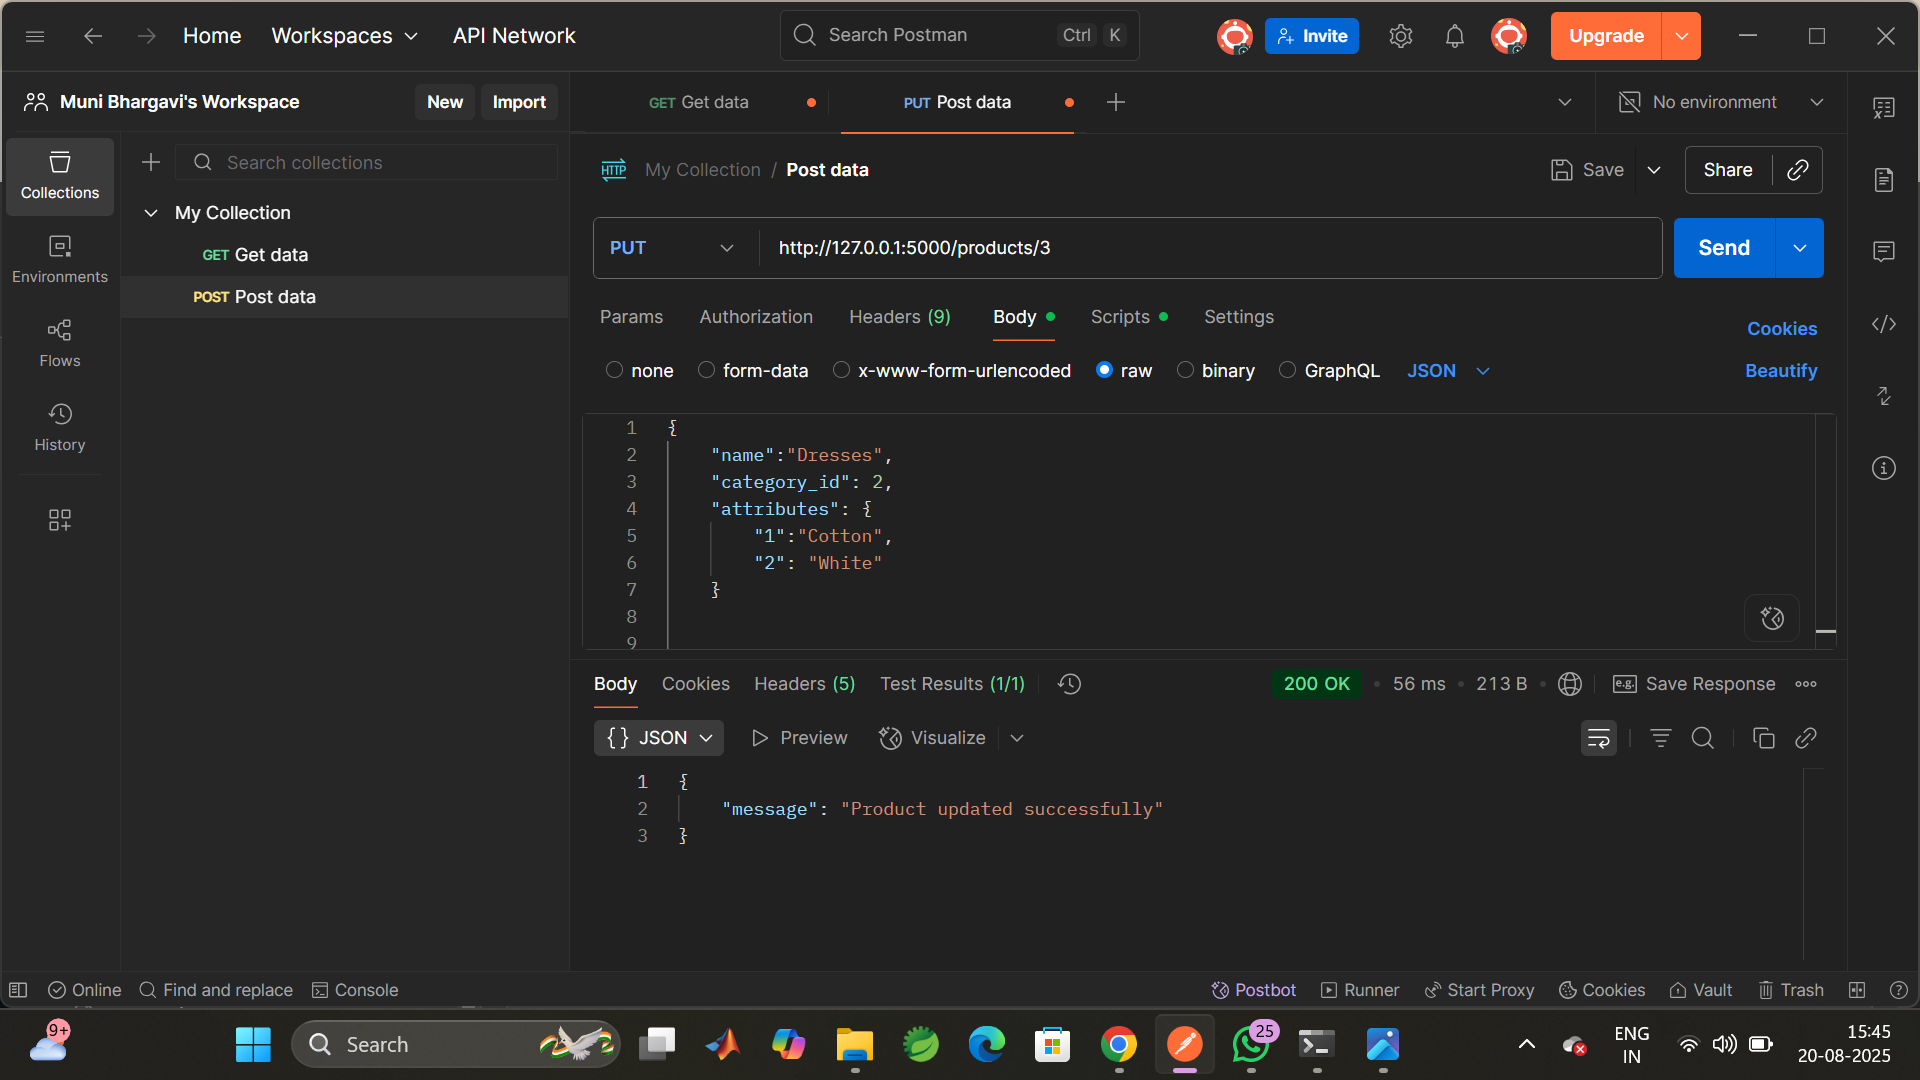 Home
Workspaces
API Network
Search Postman
Ctrl K
Invite
Upgrade
Muni Bhargavi's Workspace
New
Import
GET Get data
PUT Post data
No environment
Collections
Search collections
HTTP My Collection / Post data
Save
Share
My Collection
GET Get data
POST Post data
Environments
Flows
History
PUT
http://127.0.0.1:5000/products/3
Send
Params
Authorization
Headers (9)
Body
Scripts
Settings
Cookies
none
form-data
x-www-form-urlencoded
raw
binary
GraphQL
JSON
Beautify
1 {
2 "name":"Dresses",
3 "category_id": 2,
4 "attributes": {
5 "1":"Cotton",
6 "2": "White"
7 }
8
9
Body
Cookies
Headers (5)
Test Results (1/1)
200 OK
56 ms
213 B
e.g. Save Response
{} JSON
Preview
Visualize
1 {
2 "message": "Product updated successfully"
3 }
Online
Find and replace
Console
Postbot
Runner
Start Proxy
Cookies
Vault
Trash
9+
Search
25
ENG
IN
15:45
20-08-2025